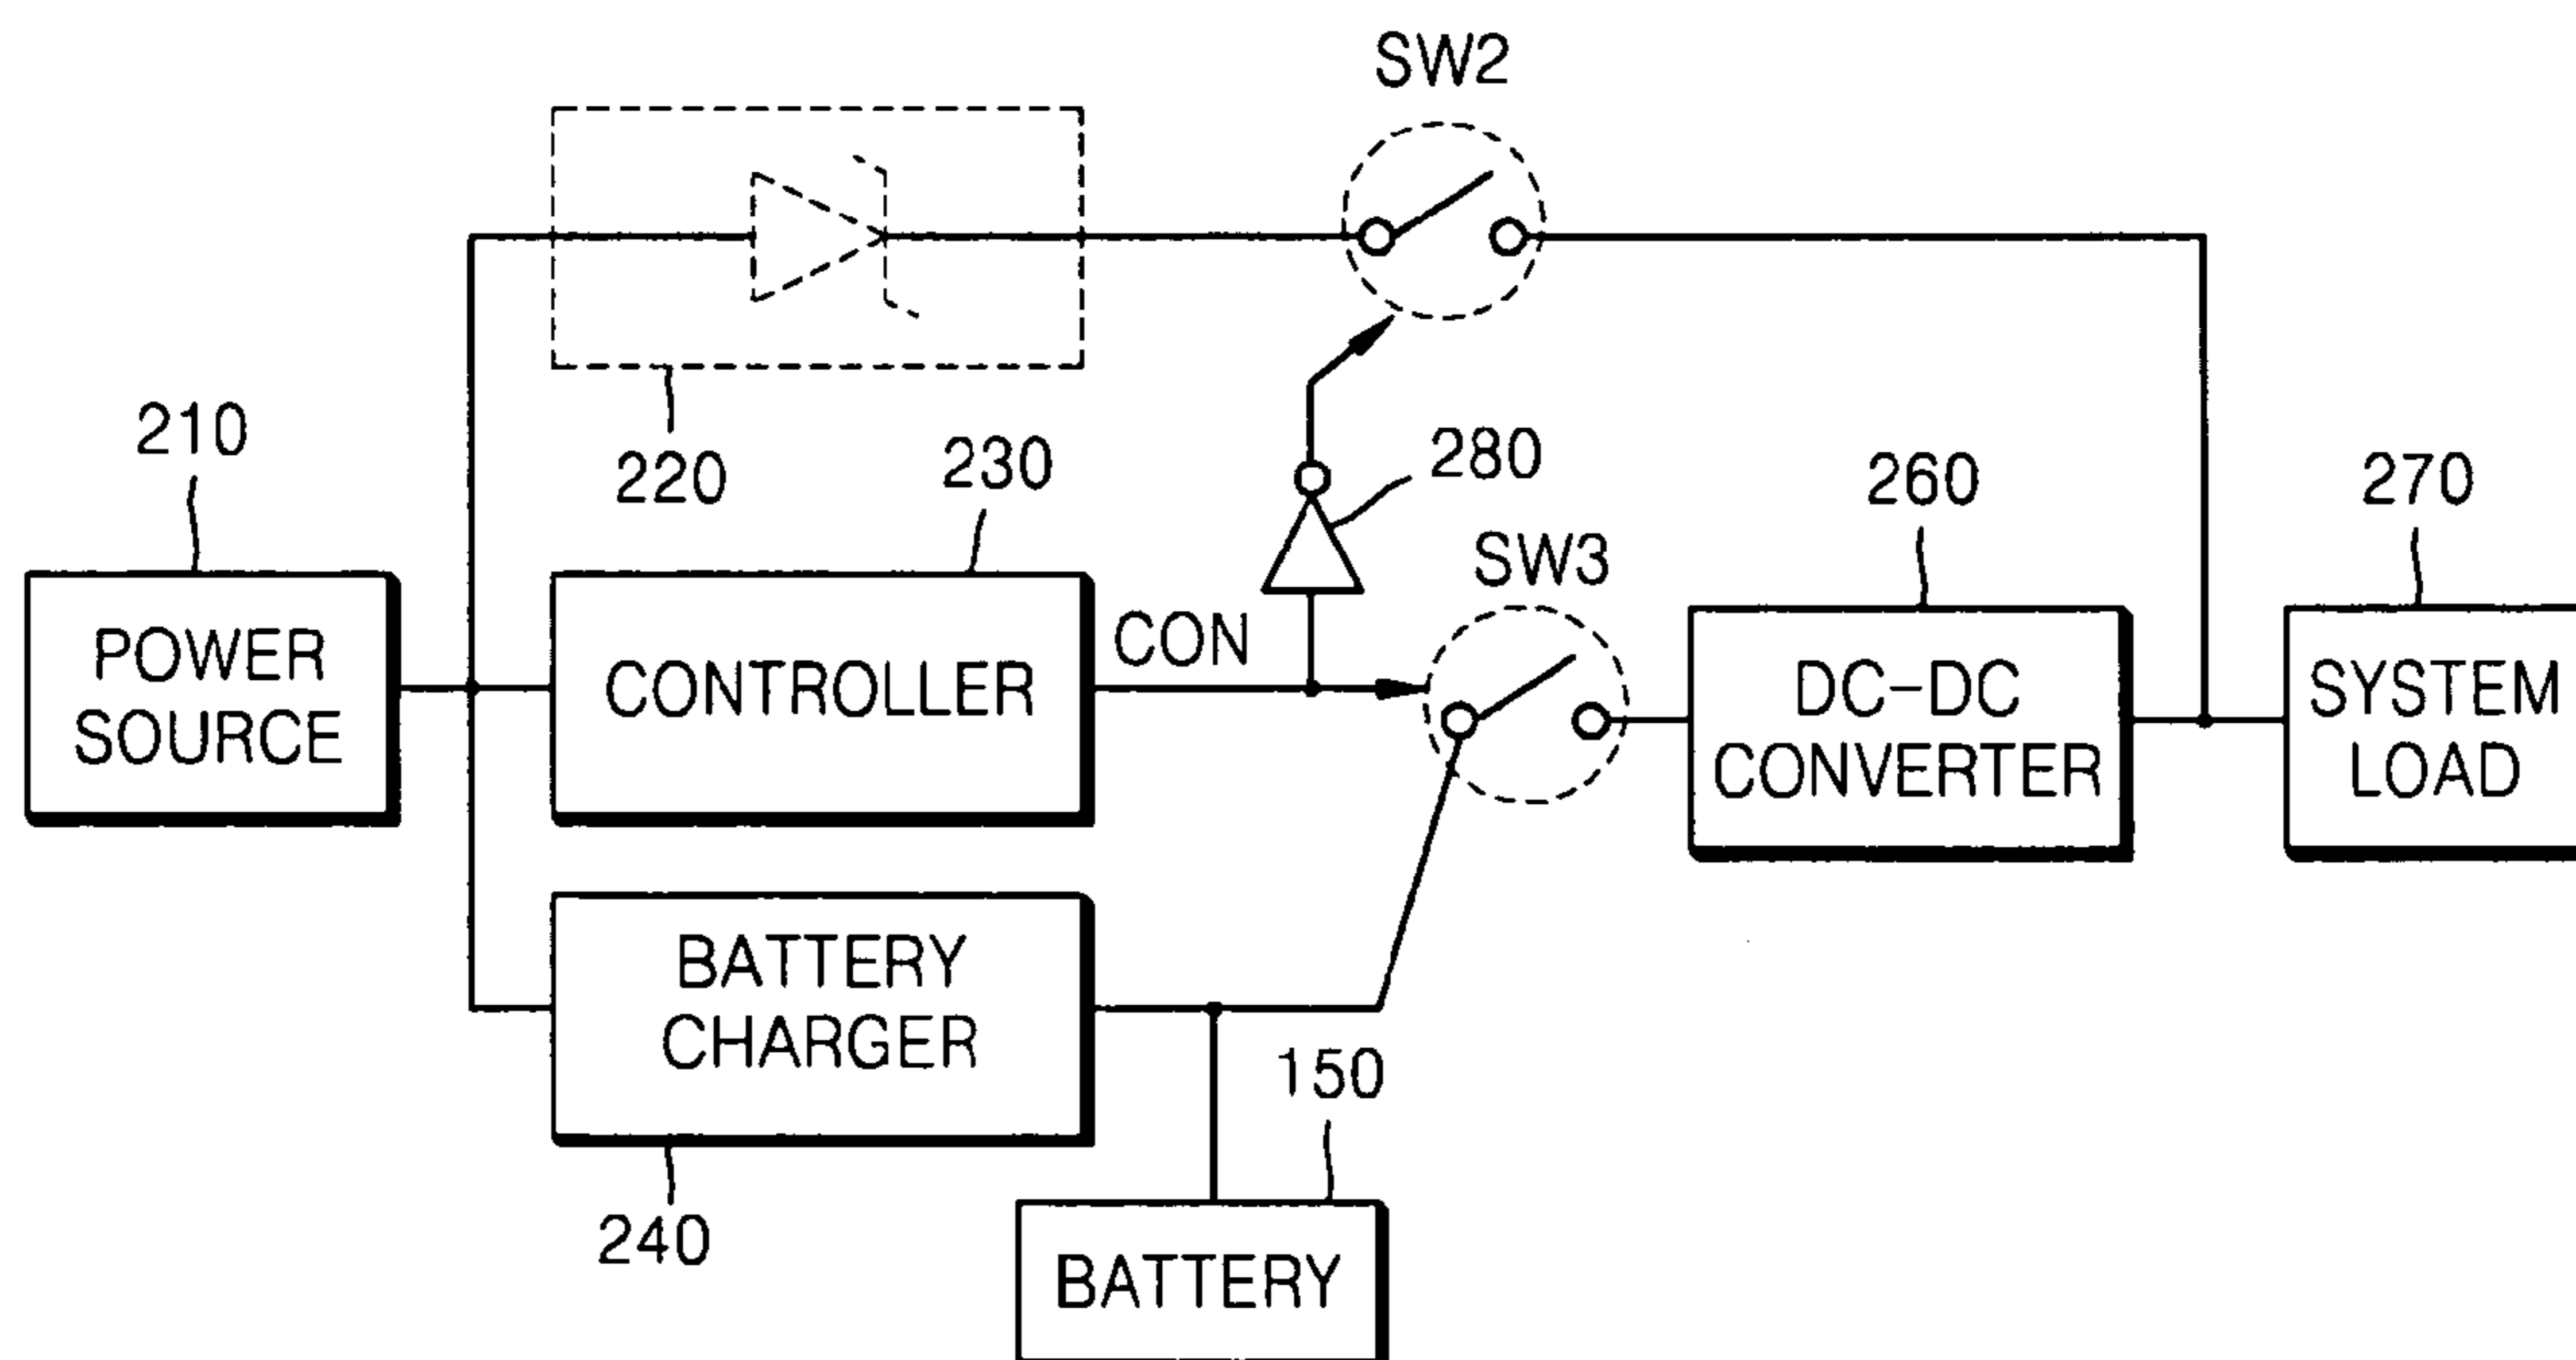 SW2
210
220
230
280
260
270
SW3
POWER
SOURCE
CONTROLLER
CON
DC-DC
CONVERTER
SYSTEM
LOAD
BATTERY
CHARGER
150
240
BATTERY